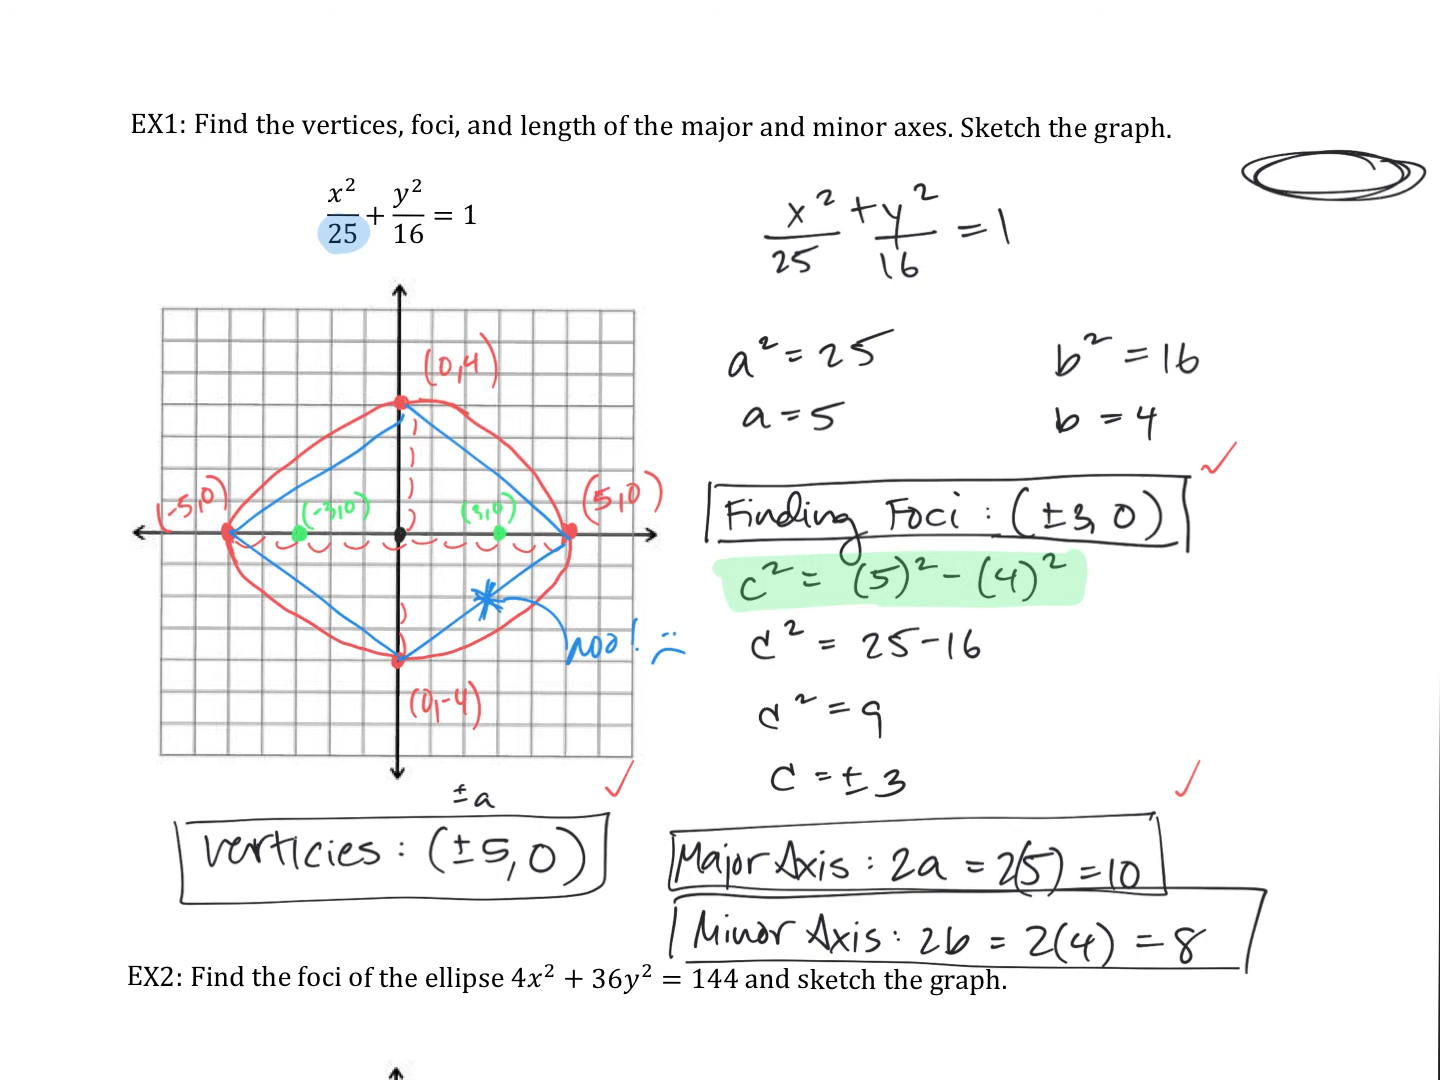 EX1: Find the vertices, foci, and length of the major and minor axes. Sketch the graph.
x²/25 + y²/16 = 1
x²/25 + y²/16 = 1
a² = 25
b² = 16
a = 5
b = 4
(0,4)
(-5,0)
(-3,0)
(3,0)
(5,0)
noo! :(
(0,-4)
Finding Foci : (±3, 0)
c² = (5)² - (4)²
c² = 25-16
c² = 9
c = ± 3
±a
verticies : (±5, 0)
Major Axis : 2a = 2(5) = 10
Minor Axis : 2b = 2(4) = 8
EX2: Find the foci of the ellipse 4x² + 36y² = 144 and sketch the graph.